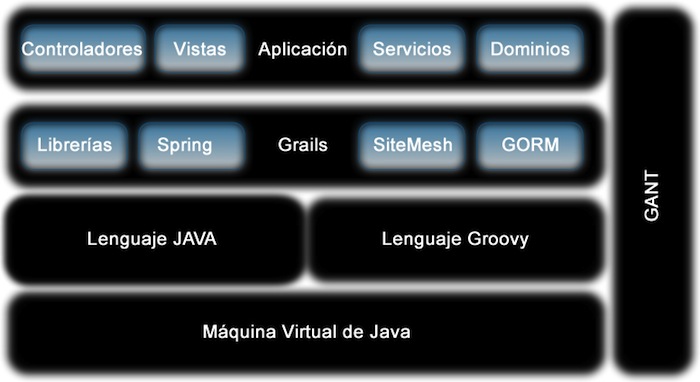 Controladores
Vistas
Aplicación
Servicios
Dominios
Librerías
Spring
Grails
SiteMesh
GORM
Lenguaje JAVA
Lenguaje Groovy
Máquina Virtual de Java
GANT